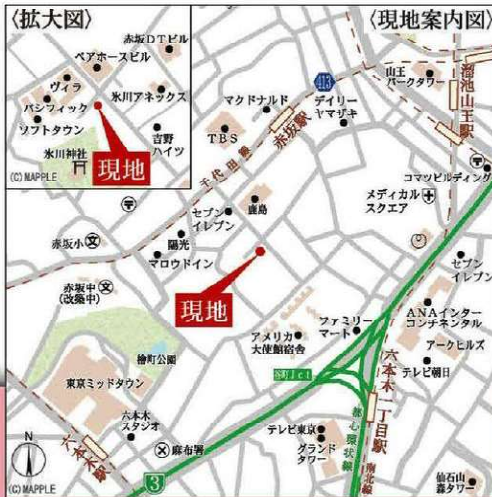 〈拡大図〉
赤坂DTビル
ベアホースビル
ヴィラ
パシフィック
氷川アネックス
ソフトタウン
吉野
ハイツ
氷川神社
現地
(C)MAPPLE
〈現地案内図〉
413
山王
パークタワー
溜池山王駅
マクドナルド
デイリー
ヤマザキ
TBS
赤坂駅
千代田線
コマツビルディング
メディカル
スクエア
セブン
イレブン
鹿島
赤坂小
文
陽光
マロウドイン
セブン
イレブン
赤坂中
(改築中)
文
現地
ANAインター
コンチネンタル
アメリカ
大使館宿舎
ファミリー
マート
アークヒルズ
檜町公園
谷町Jct
テレビ朝日
東京ミッドタウン
六本木一丁目駅
六本木
スタジオ
都心環状線
テレビ東京
麻布署
グランド
タワー
六本木駅
南北線
N
3
仙石山
森タワー
(C)MAPPLE